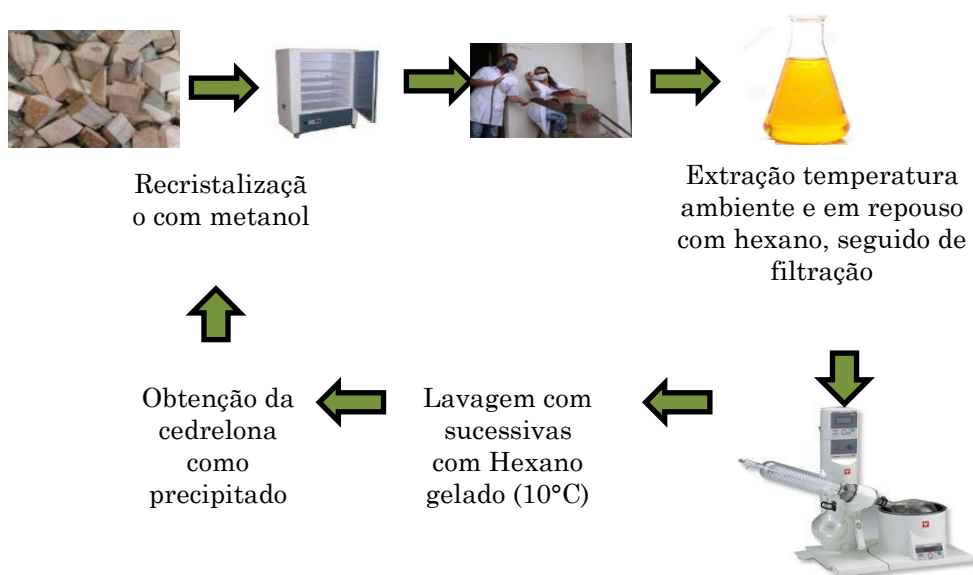 Recristalizaçã
o com metanol
Extração temperatura
ambiente e em repouso
com hexano, seguido de
filtração
Obtenção da
cedrelona
como
precipitado
Lavagem com
sucessivas
com Hexano
gelado (10°C)